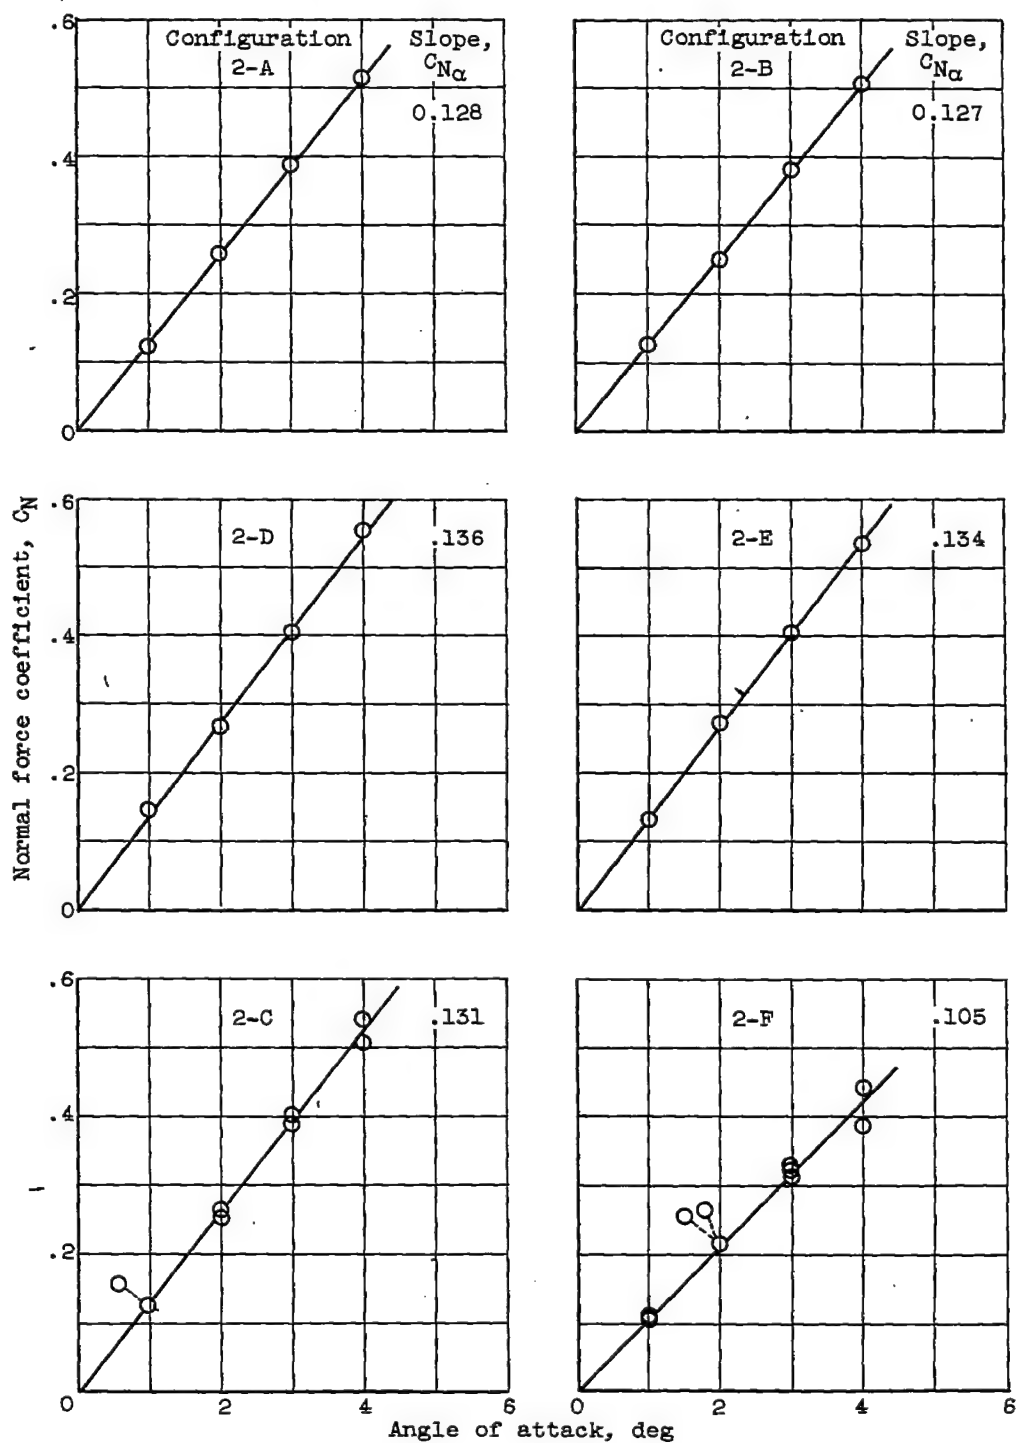 Configuration Slope,
2-A CNα
0.128
.6
.4
.2
0
Configuration Slope,
2-B CNα
0.127
Normal force coefficient, CN
.6
2-D .136
.4
.2
0
2-E .134
.6
2-C .131
.4
.2
0
0 2 4 6
2-F .105
0 2 4 6
Angle of attack, deg